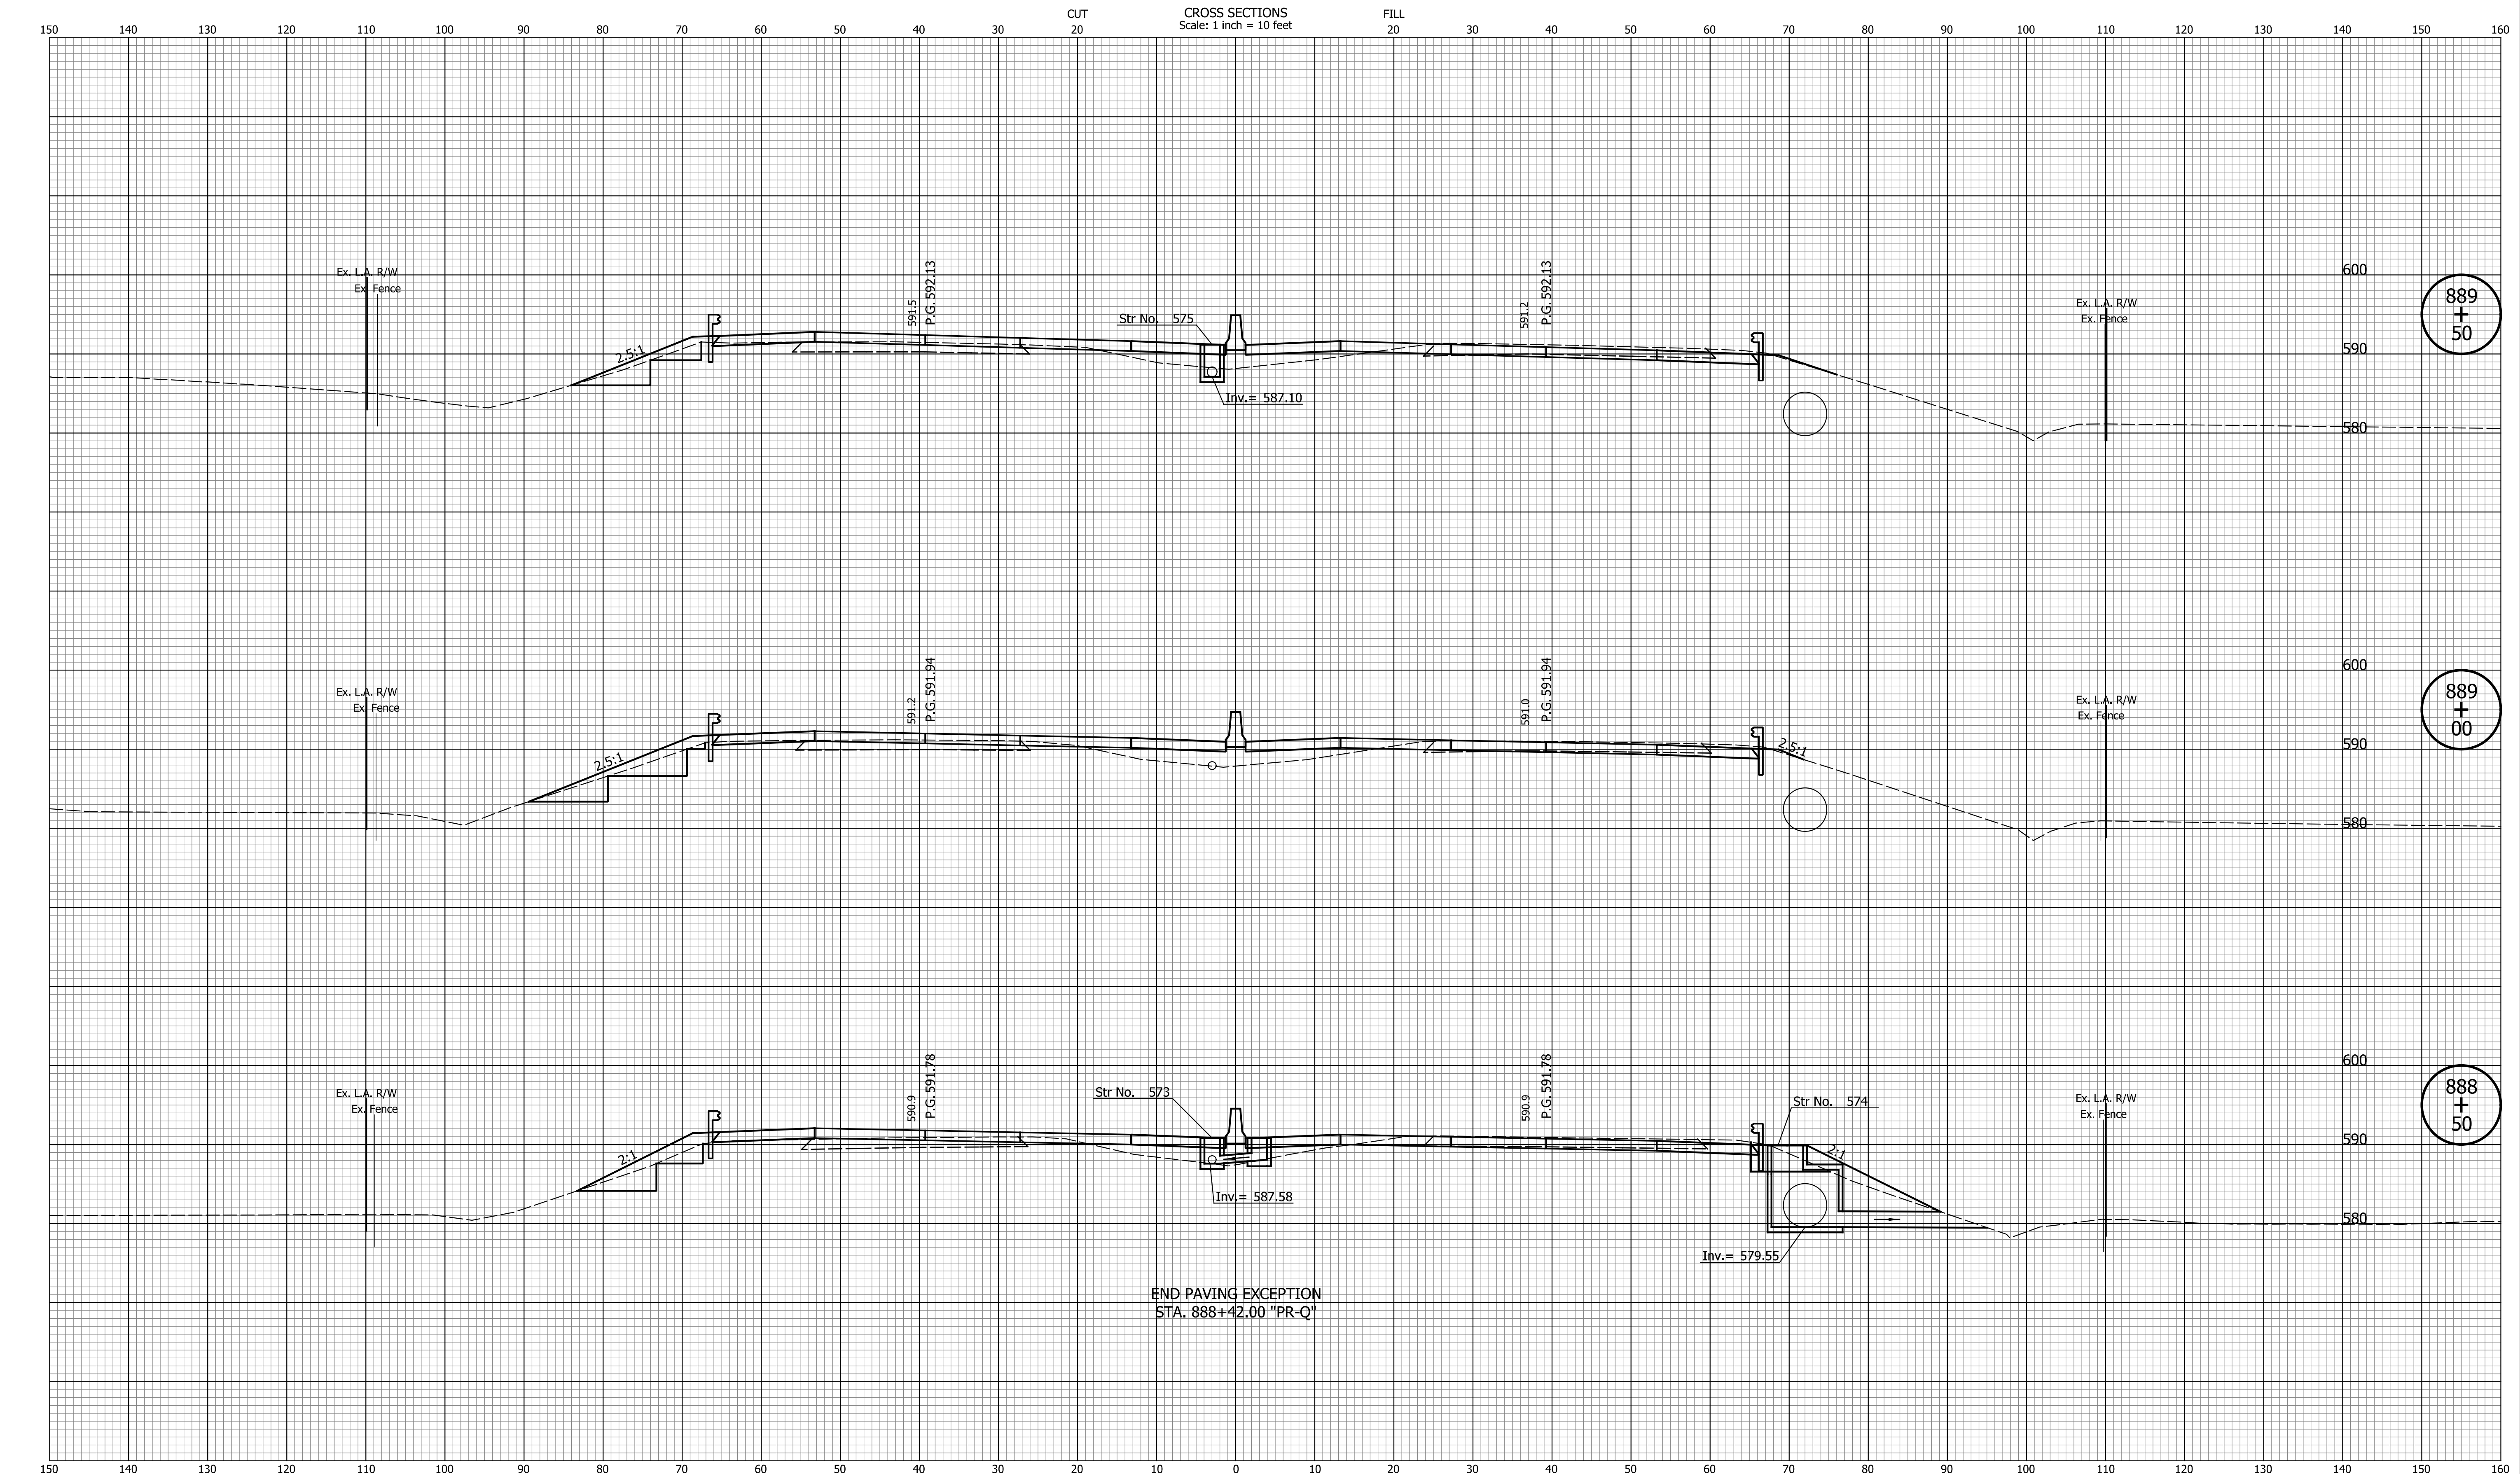 CUT CROSS SECTIONS FILL
Scale: 1 inch = 10 feet
150 140 130 120 110 100 90 80 70 60 50 40 30 20 20 30 40 50 60 70 80 90 100 110 120 130 140 150 160
Ex. L.A. R/W
Ex. Fence
2.5:1
591.5
P.G. 592.13
Str No. 575
Inv.= 587.10
591.2
P.G. 592.13
Ex. L.A. R/W
Ex. Fence
600
590
580
889
+
50
Ex. L.A. R/W
Ex. Fence
2.5:1
591.2
P.G. 591.94
591.0
P.G. 591.94
2.5:1
Ex. L.A. R/W
Ex. Fence
600
590
580
889
+
00
Ex. L.A. R/W
Ex. Fence
2:1
590.9
P.G. 591.78
Str No. 573
Inv.= 587.58
590.9
P.G. 591.78
Str No. 574
2:1
Inv.= 579.55
Ex. L.A. R/W
Ex. Fence
600
590
580
888
+
50
END PAVING EXCEPTION
STA. 888+42.00 "PR-Q"
150 140 130 120 110 100 90 80 70 60 50 40 30 20 10 0 10 20 30 40 50 60 70 80 90 100 110 120 130 140 150 160